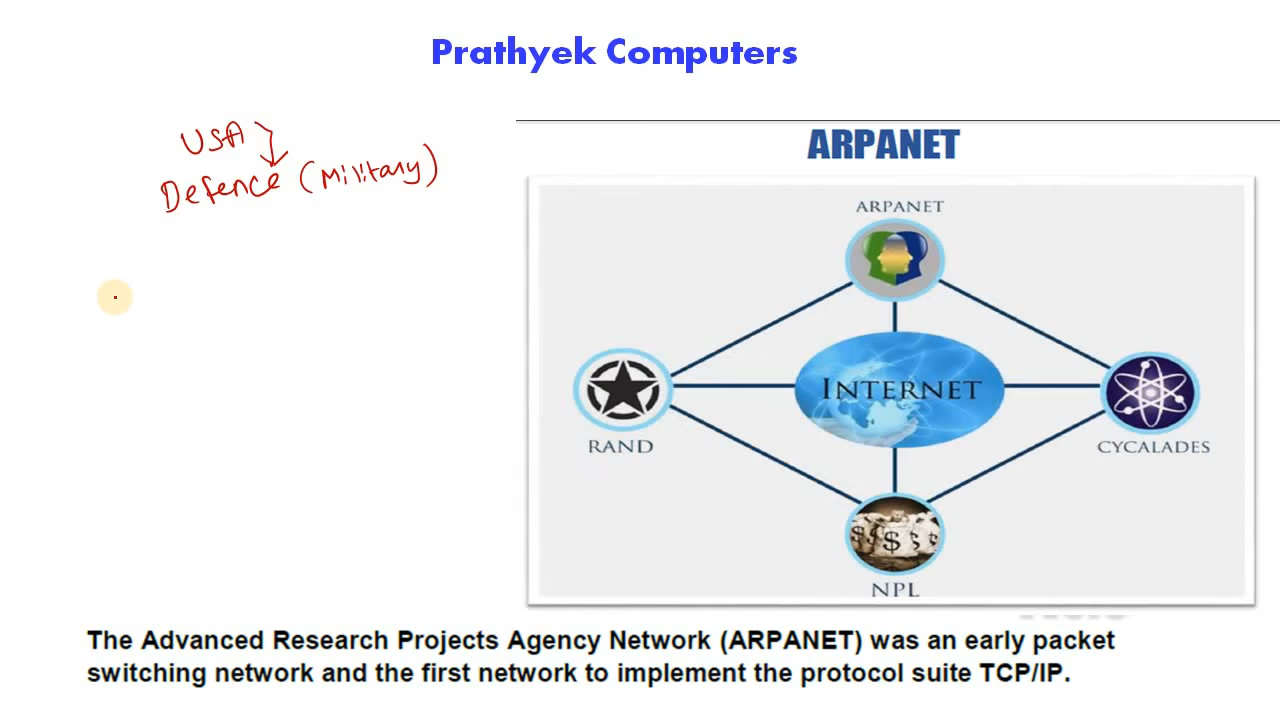 Prathyek Computers
USA
Defence (Military)
ARPANET
ARPANET
INTERNET
RAND
CYCALADES
$ $ $ $
NPL
The Advanced Research Projects Agency Network (ARPANET) was an early packet
switching network and the first network to implement the protocol suite TCP/IP.